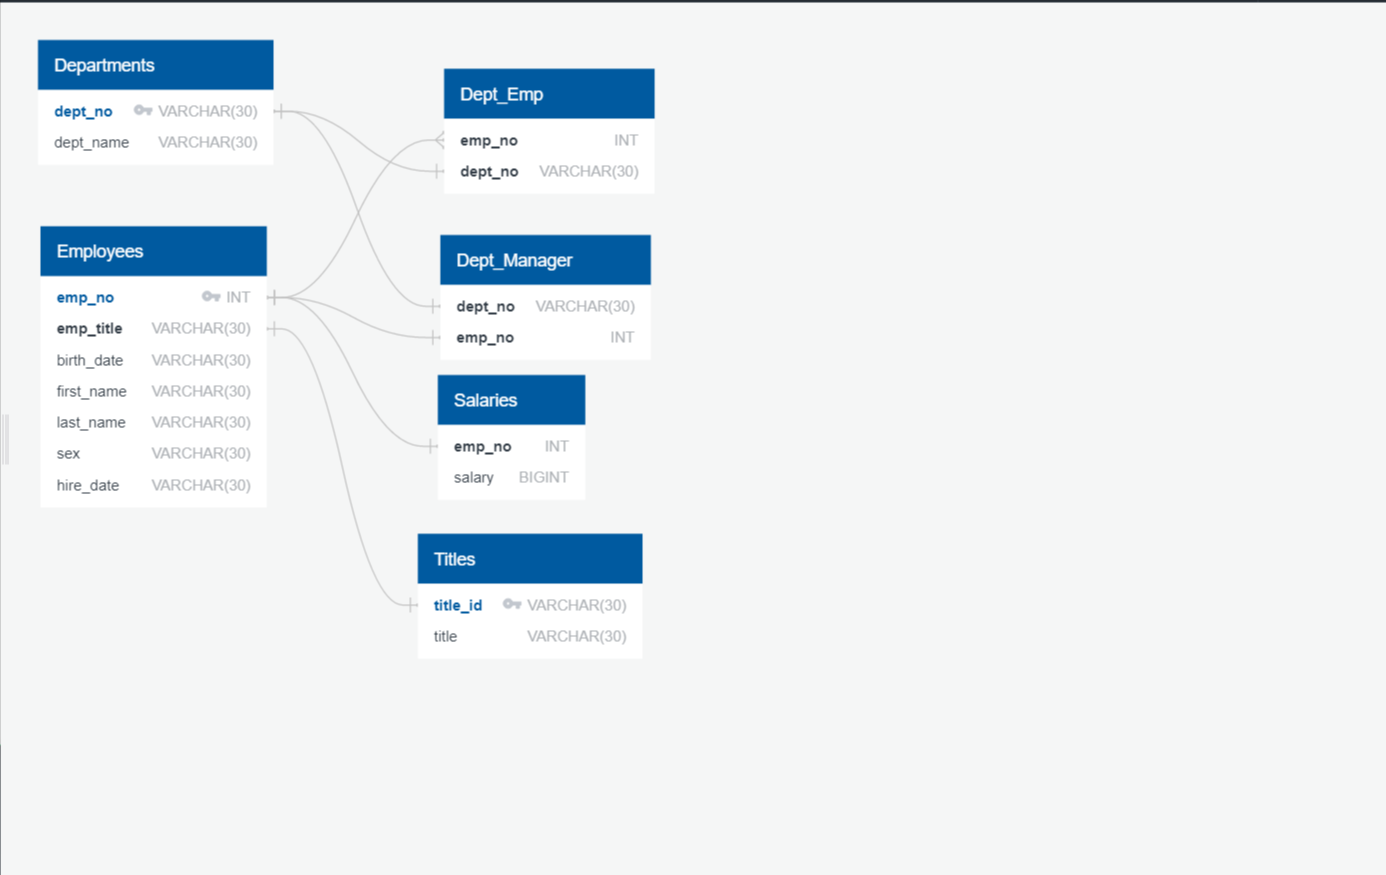 Departments
dept_no VARCHAR(30)
dept_name VARCHAR(30)
Employees
emp_no INT
emp_title VARCHAR(30)
birth_date VARCHAR(30)
first_name VARCHAR(30)
last_name VARCHAR(30)
sex VARCHAR(30)
hire_date VARCHAR(30)
Dept_Emp
emp_no INT
dept_no VARCHAR(30)
Dept_Manager
dept_no VARCHAR(30)
emp_no INT
Salaries
emp_no INT
salary BIGINT
Titles
title_id VARCHAR(30)
title VARCHAR(30)